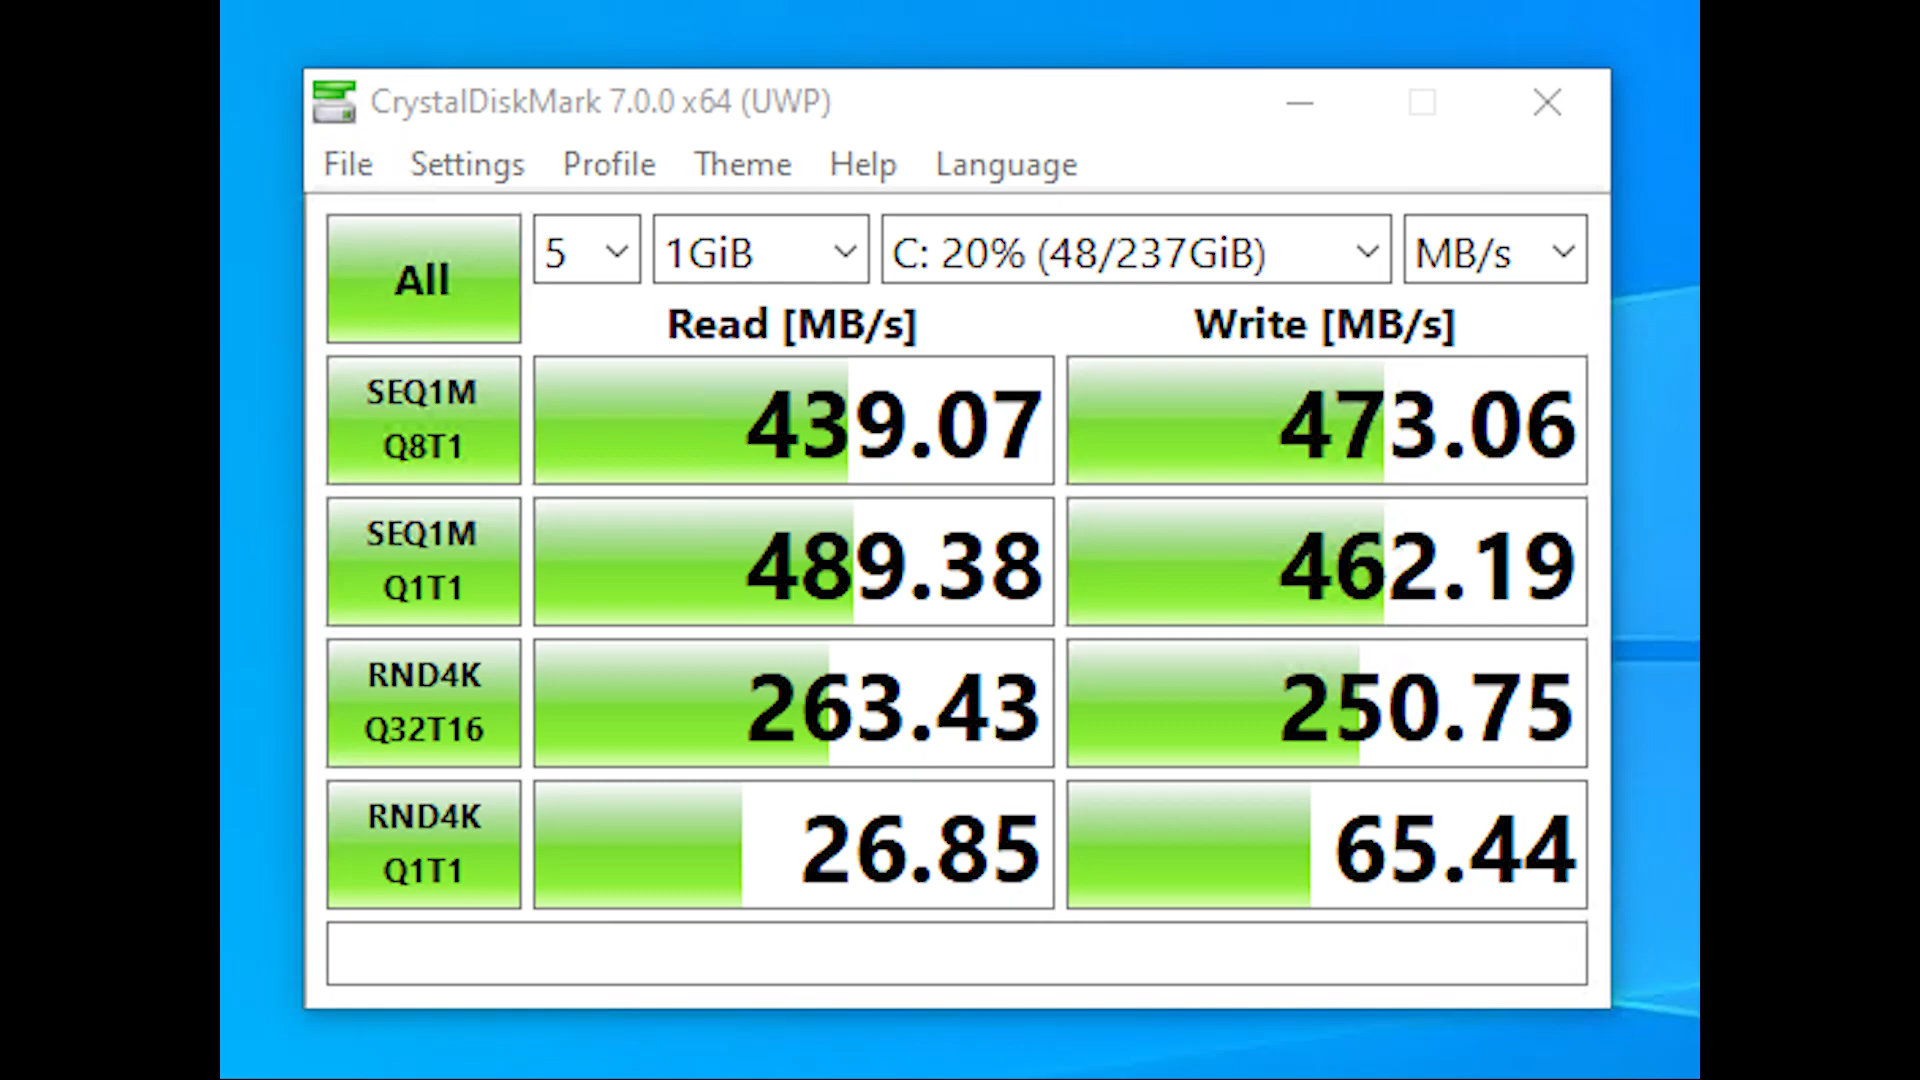 CrystalDiskMark 7.0.0 x64 (UWP)
File Settings Profile Theme Help Language
All 5 1GiB C: 20% (48/237GiB) MB/s
Read [MB/s] Write [MB/s]
SEQ1M
Q8T1 439.07 473.06
SEQ1M
Q1T1 489.38 462.19
RND4K
Q32T16 263.43 250.75
RND4K
Q1T1 26.85 65.44